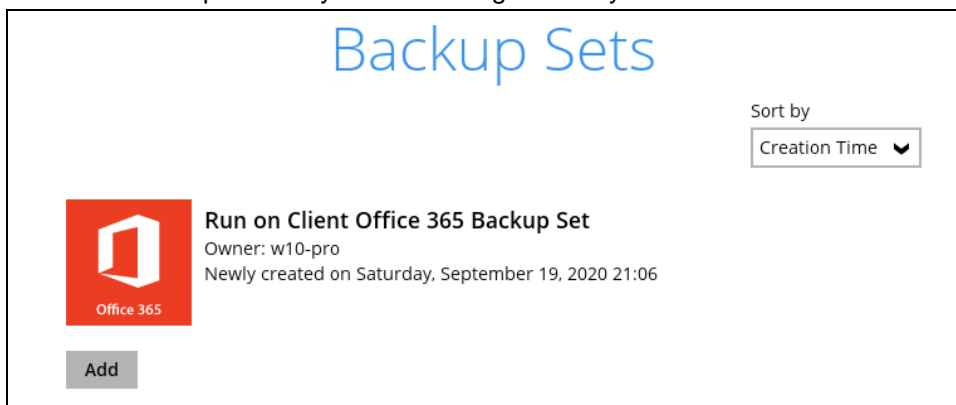 Backup Sets
Sort by
Creation Time
Run on Client Office 365 Backup Set
Owner: w10-pro
Newly created on Saturday, September 19, 2020 21:06
Office 365
Add